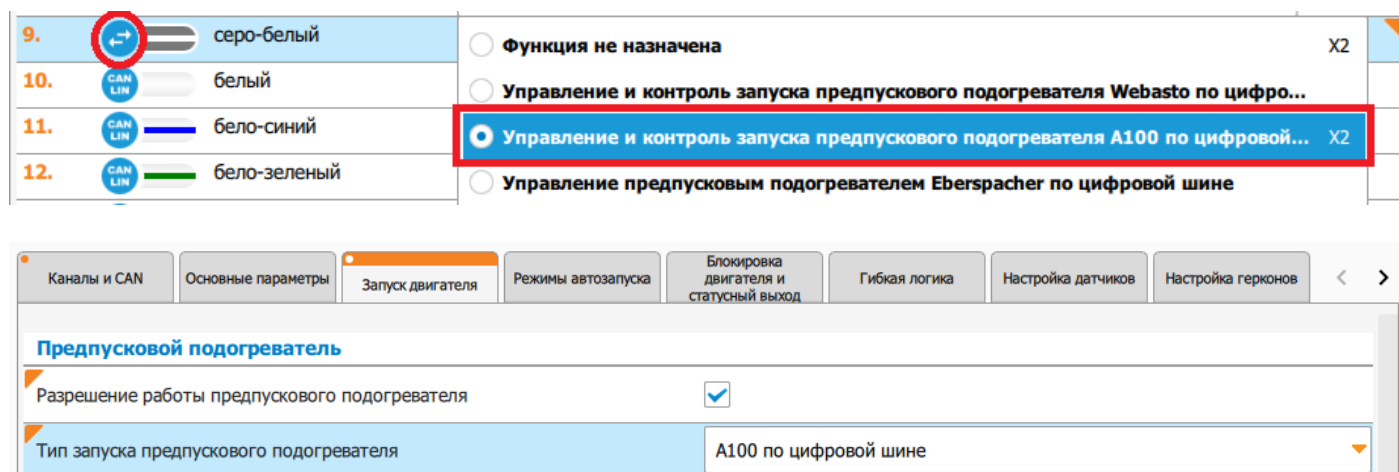 9. серо-белый
Функция не назначена X2
10. CAN LIN белый
Управление и контроль запуска предпускового подогревателя Webasto по цифро...
11. CAN LIN бело-синий
Управление и контроль запуска предпускового подогревателя A100 по цифровой... X2
12. CAN LIN бело-зеленый
Управление предпусковым подогревателем Eberspacher по цифровой шине
Каналы и CAN
Основные параметры
Запуск двигателя
Режимы автозапуска
Блокировка
двигателя и
статусный выход
Гибкая логика
Настройка датчиков
Настройка герконов
Предпусковой подогреватель
Разрешение работы предпускового подогревателя
Тип запуска предпускового подогревателя
A100 по цифровой шине